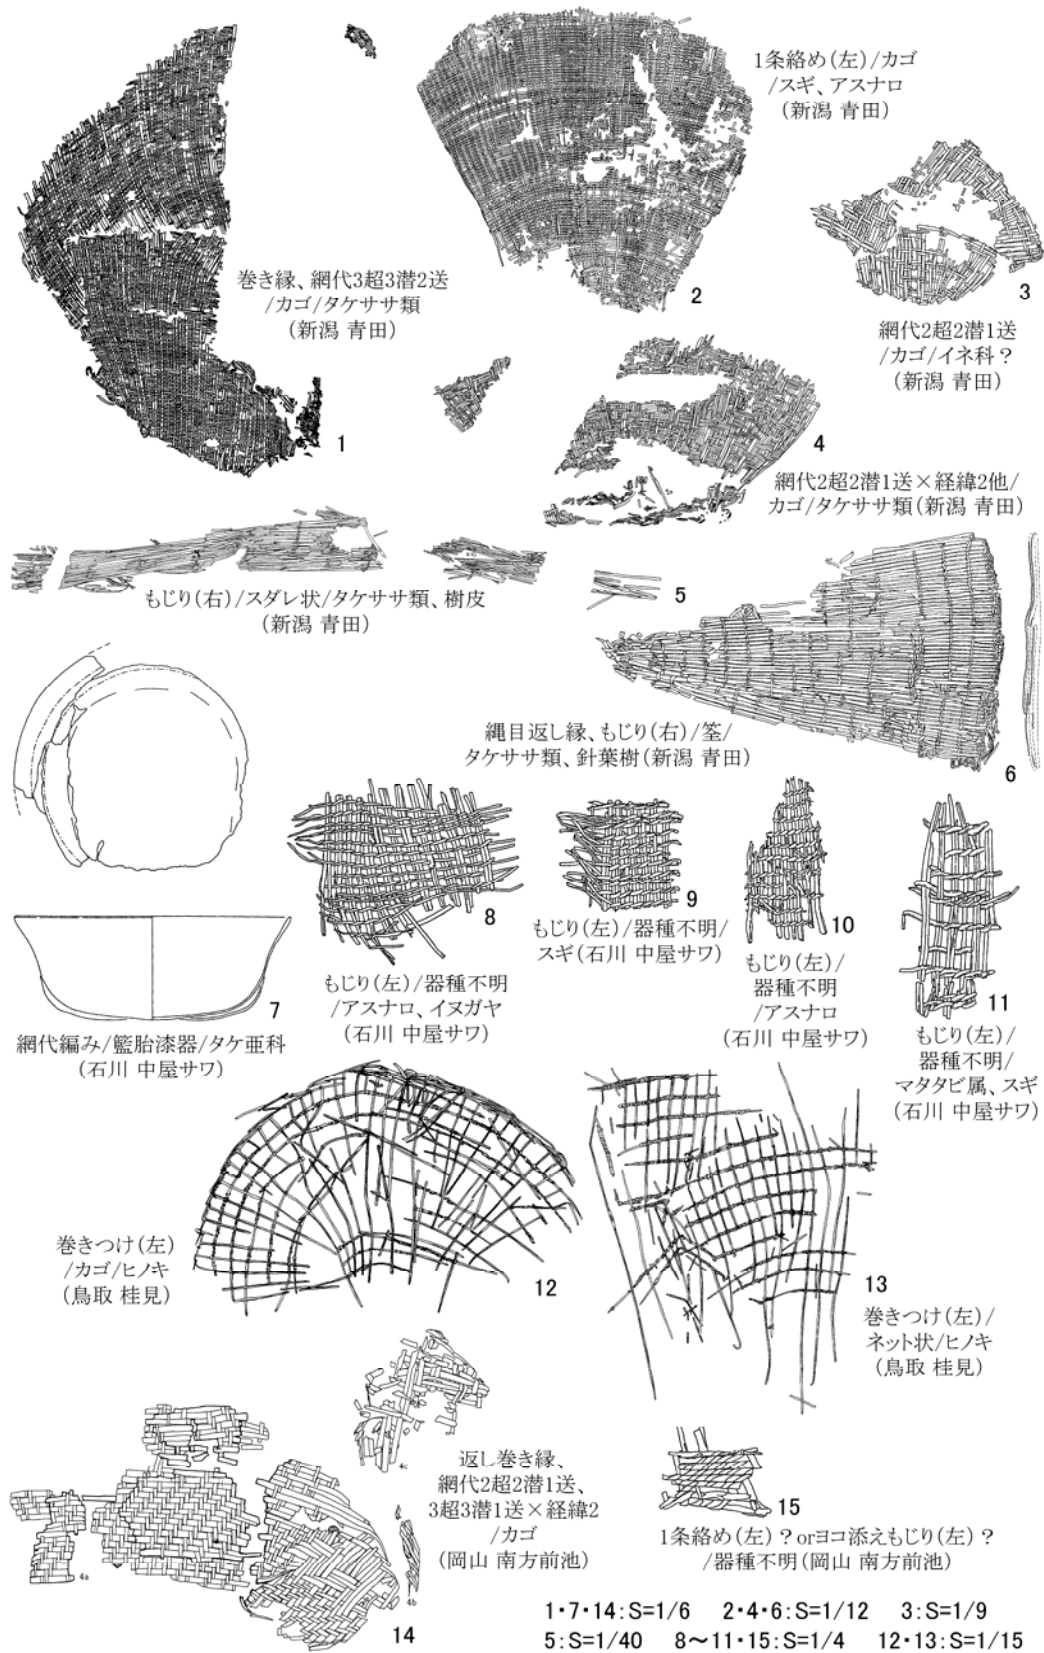 1条絡め(左)/カゴ
/スギ、アスナロ
(新潟 青田)
2
巻き縁、網代3超3潜2送
/カゴ/タケササ類
(新潟 青田)
1
3
網代2超2潜1送
/カゴ/イネ科?
(新潟 青田)
4
網代2超2潜1送×経緯2他/
カゴ/タケササ類(新潟 青田)
5
もじり(右)/スダレ状/タケササ類、樹皮
(新潟 青田)
縄目返し縁、もじり(右)/筌/
タケササ類、針葉樹(新潟 青田)
6
7
網代編み/籃胎漆器/タケ亜科
(石川 中屋サワ)
8
もじり(左)/器種不明
/アスナロ、イヌガヤ
(石川 中屋サワ)
9
もじり(左)/器種不明/
スギ(石川 中屋サワ)
10
もじり(左)/
器種不明
/アスナロ
(石川 中屋サワ)
11
もじり(左)/
器種不明/
マタタビ属、スギ
(石川 中屋サワ)
巻きつけ(左)
/カゴ/ヒノキ
(鳥取 桂見)
12
13
巻きつけ(左)/
ネット状/ヒノキ
(鳥取 桂見)
4c
4a
4b
返し巻き縁、
網代2超2潜1送、
3超3潜1送×経緯2
/カゴ
(岡山 南方前池)
14
15
1条絡め(左)?orヨコ添えもじり(左)?
/器種不明(岡山 南方前池)
1・7・14:S=1/6 2・4・6:S=1/12 3:S=1/9
5:S=1/40 8～11・15:S=1/4 12・13:S=1/15